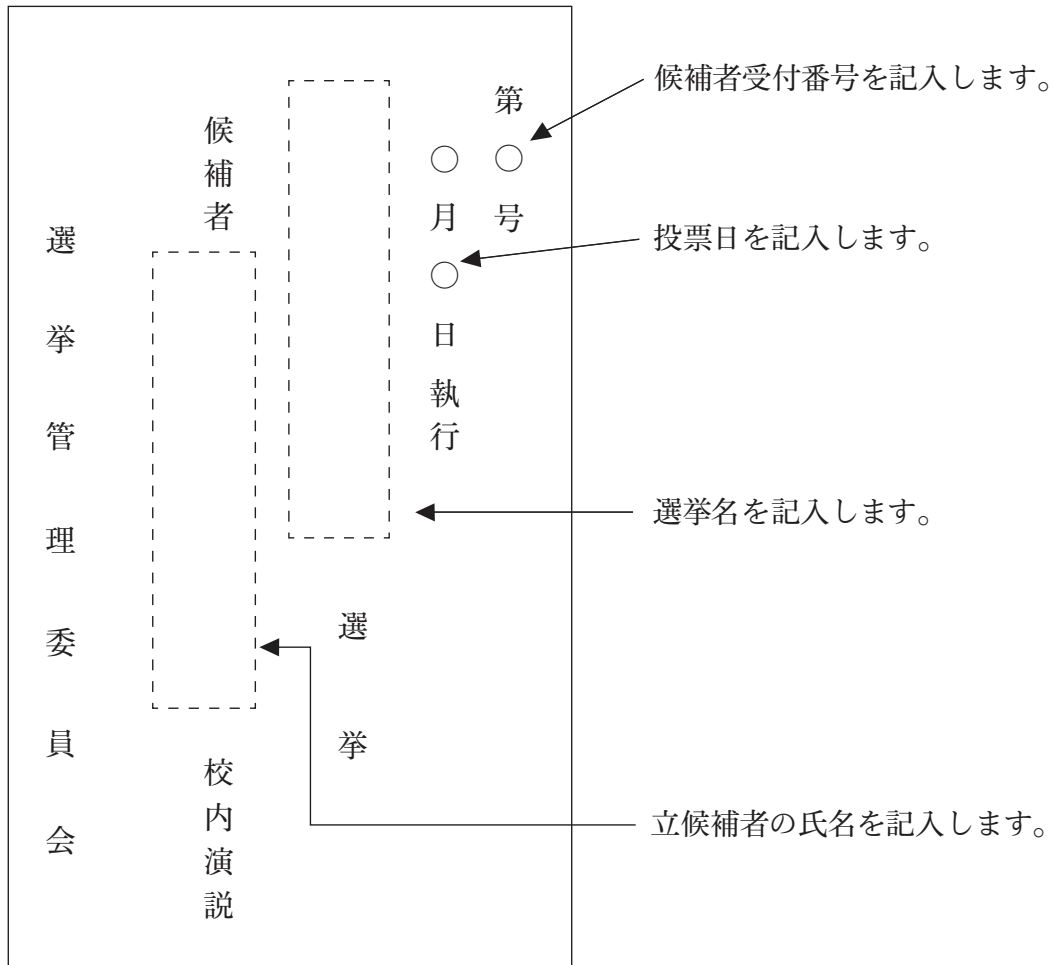 第○号
○月○日執行
選挙
候補者
校内演説
選挙管理委員会
候補者受付番号を記入します。
投票日を記入します。
選挙名を記入します。
立候補者の氏名を記入します。